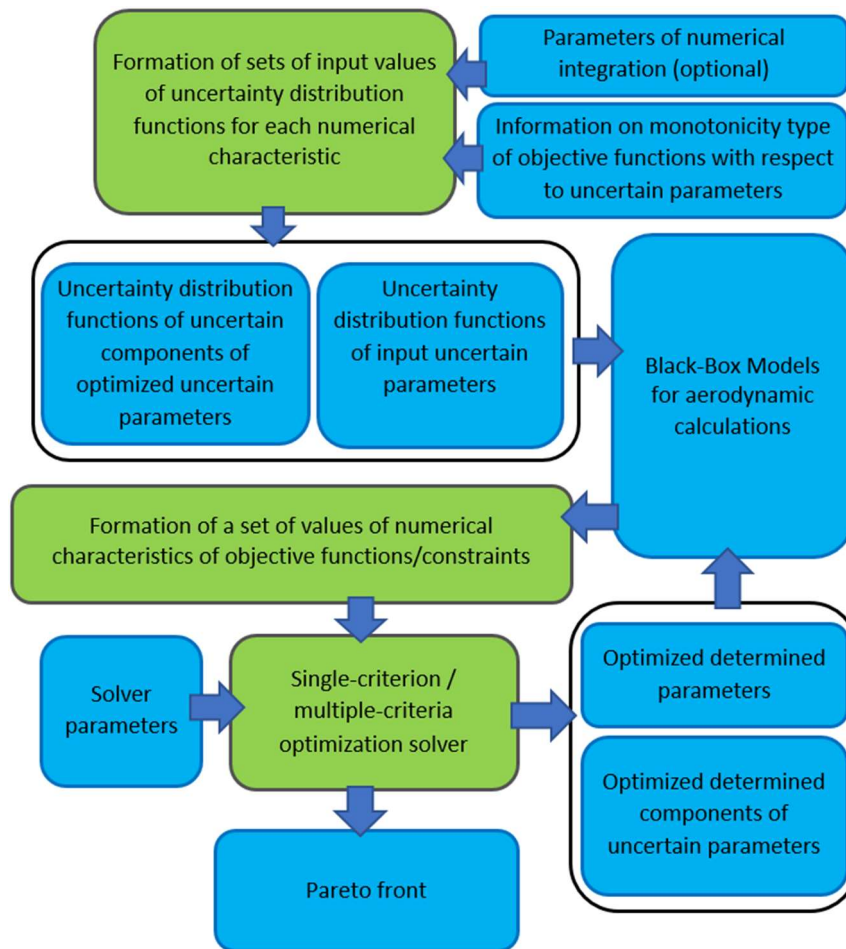 Formation of sets of input values
of uncertainty distribution
functions for each numerical
characteristic
Parameters of numerical
integration (optional)
Information on monotonicity type
of objective functions with respect
to uncertain parameters
Uncertainty distribution
functions of uncertain
components of
optimized uncertain
parameters
Uncertainty
distribution functions
of input uncertain
parameters
Black-Box Models
for aerodynamic
calculations
Formation of a set of values of numerical
characteristics of objective functions/constraints
Solver
parameters
Single-criterion /
multiple-criteria
optimization solver
Optimized determined
parameters
Optimized determined
components of
uncertain parameters
Pareto front